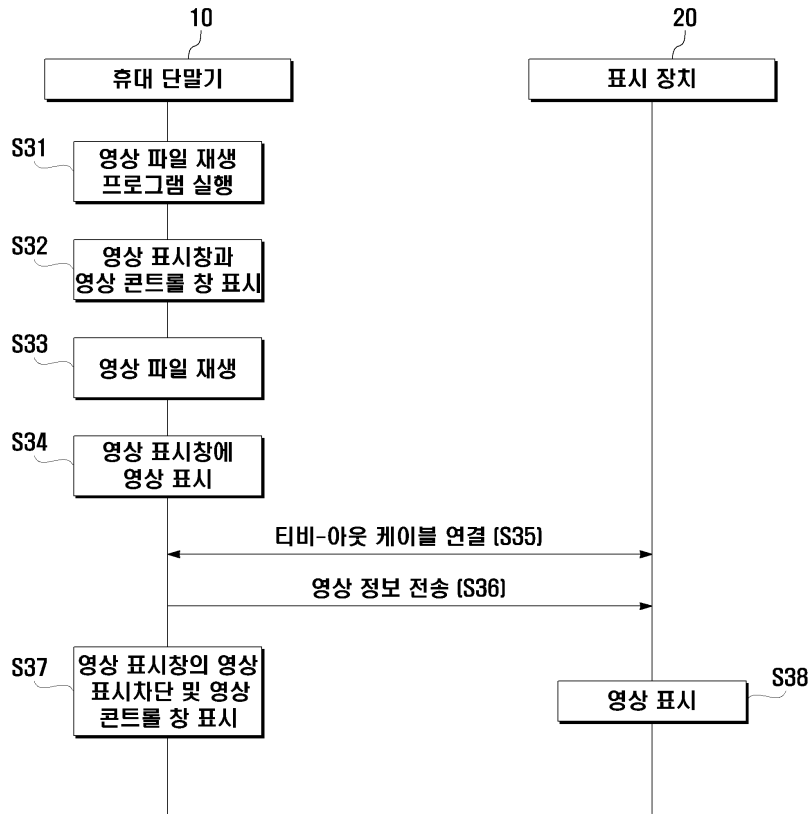 10
20
휴대 단말기
표시 장치
S31
영상 파일 재생
프로그램 실행
S32
영상 표시창과
영상 콘트롤 창 표시
S33
영상 파일 재생
S34
영상 표시창에
영상 표시
티비-아웃 케이블 연결 (S35)
영상 정보 전송 (S36)
S37
영상 표시창의 영상
표시차단 및 영상
콘트롤 창 표시
영상 표시
S38